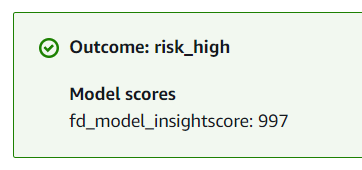 Outcome: risk_high
Model scores
fd_model_insightscore: 997